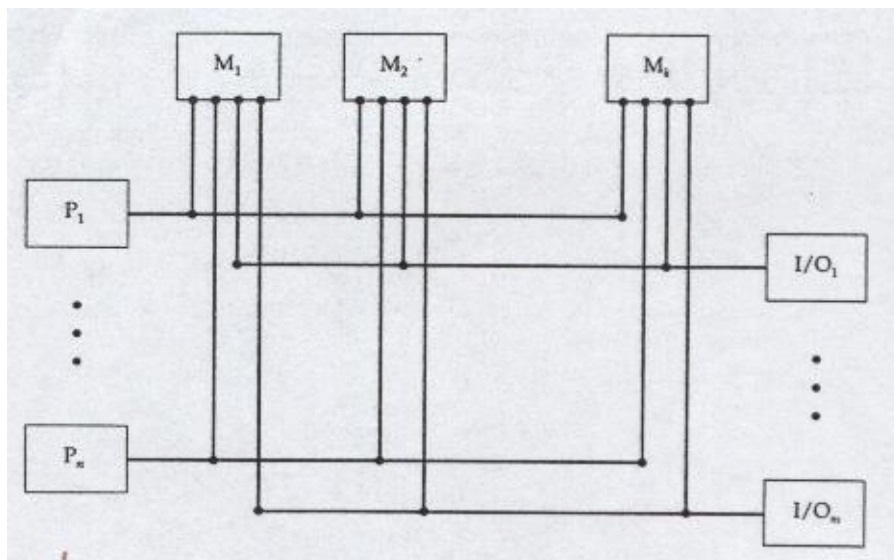 M₁ M₂ Mₖ
P₁
I/O₁
Pₙ
I/Oₘ